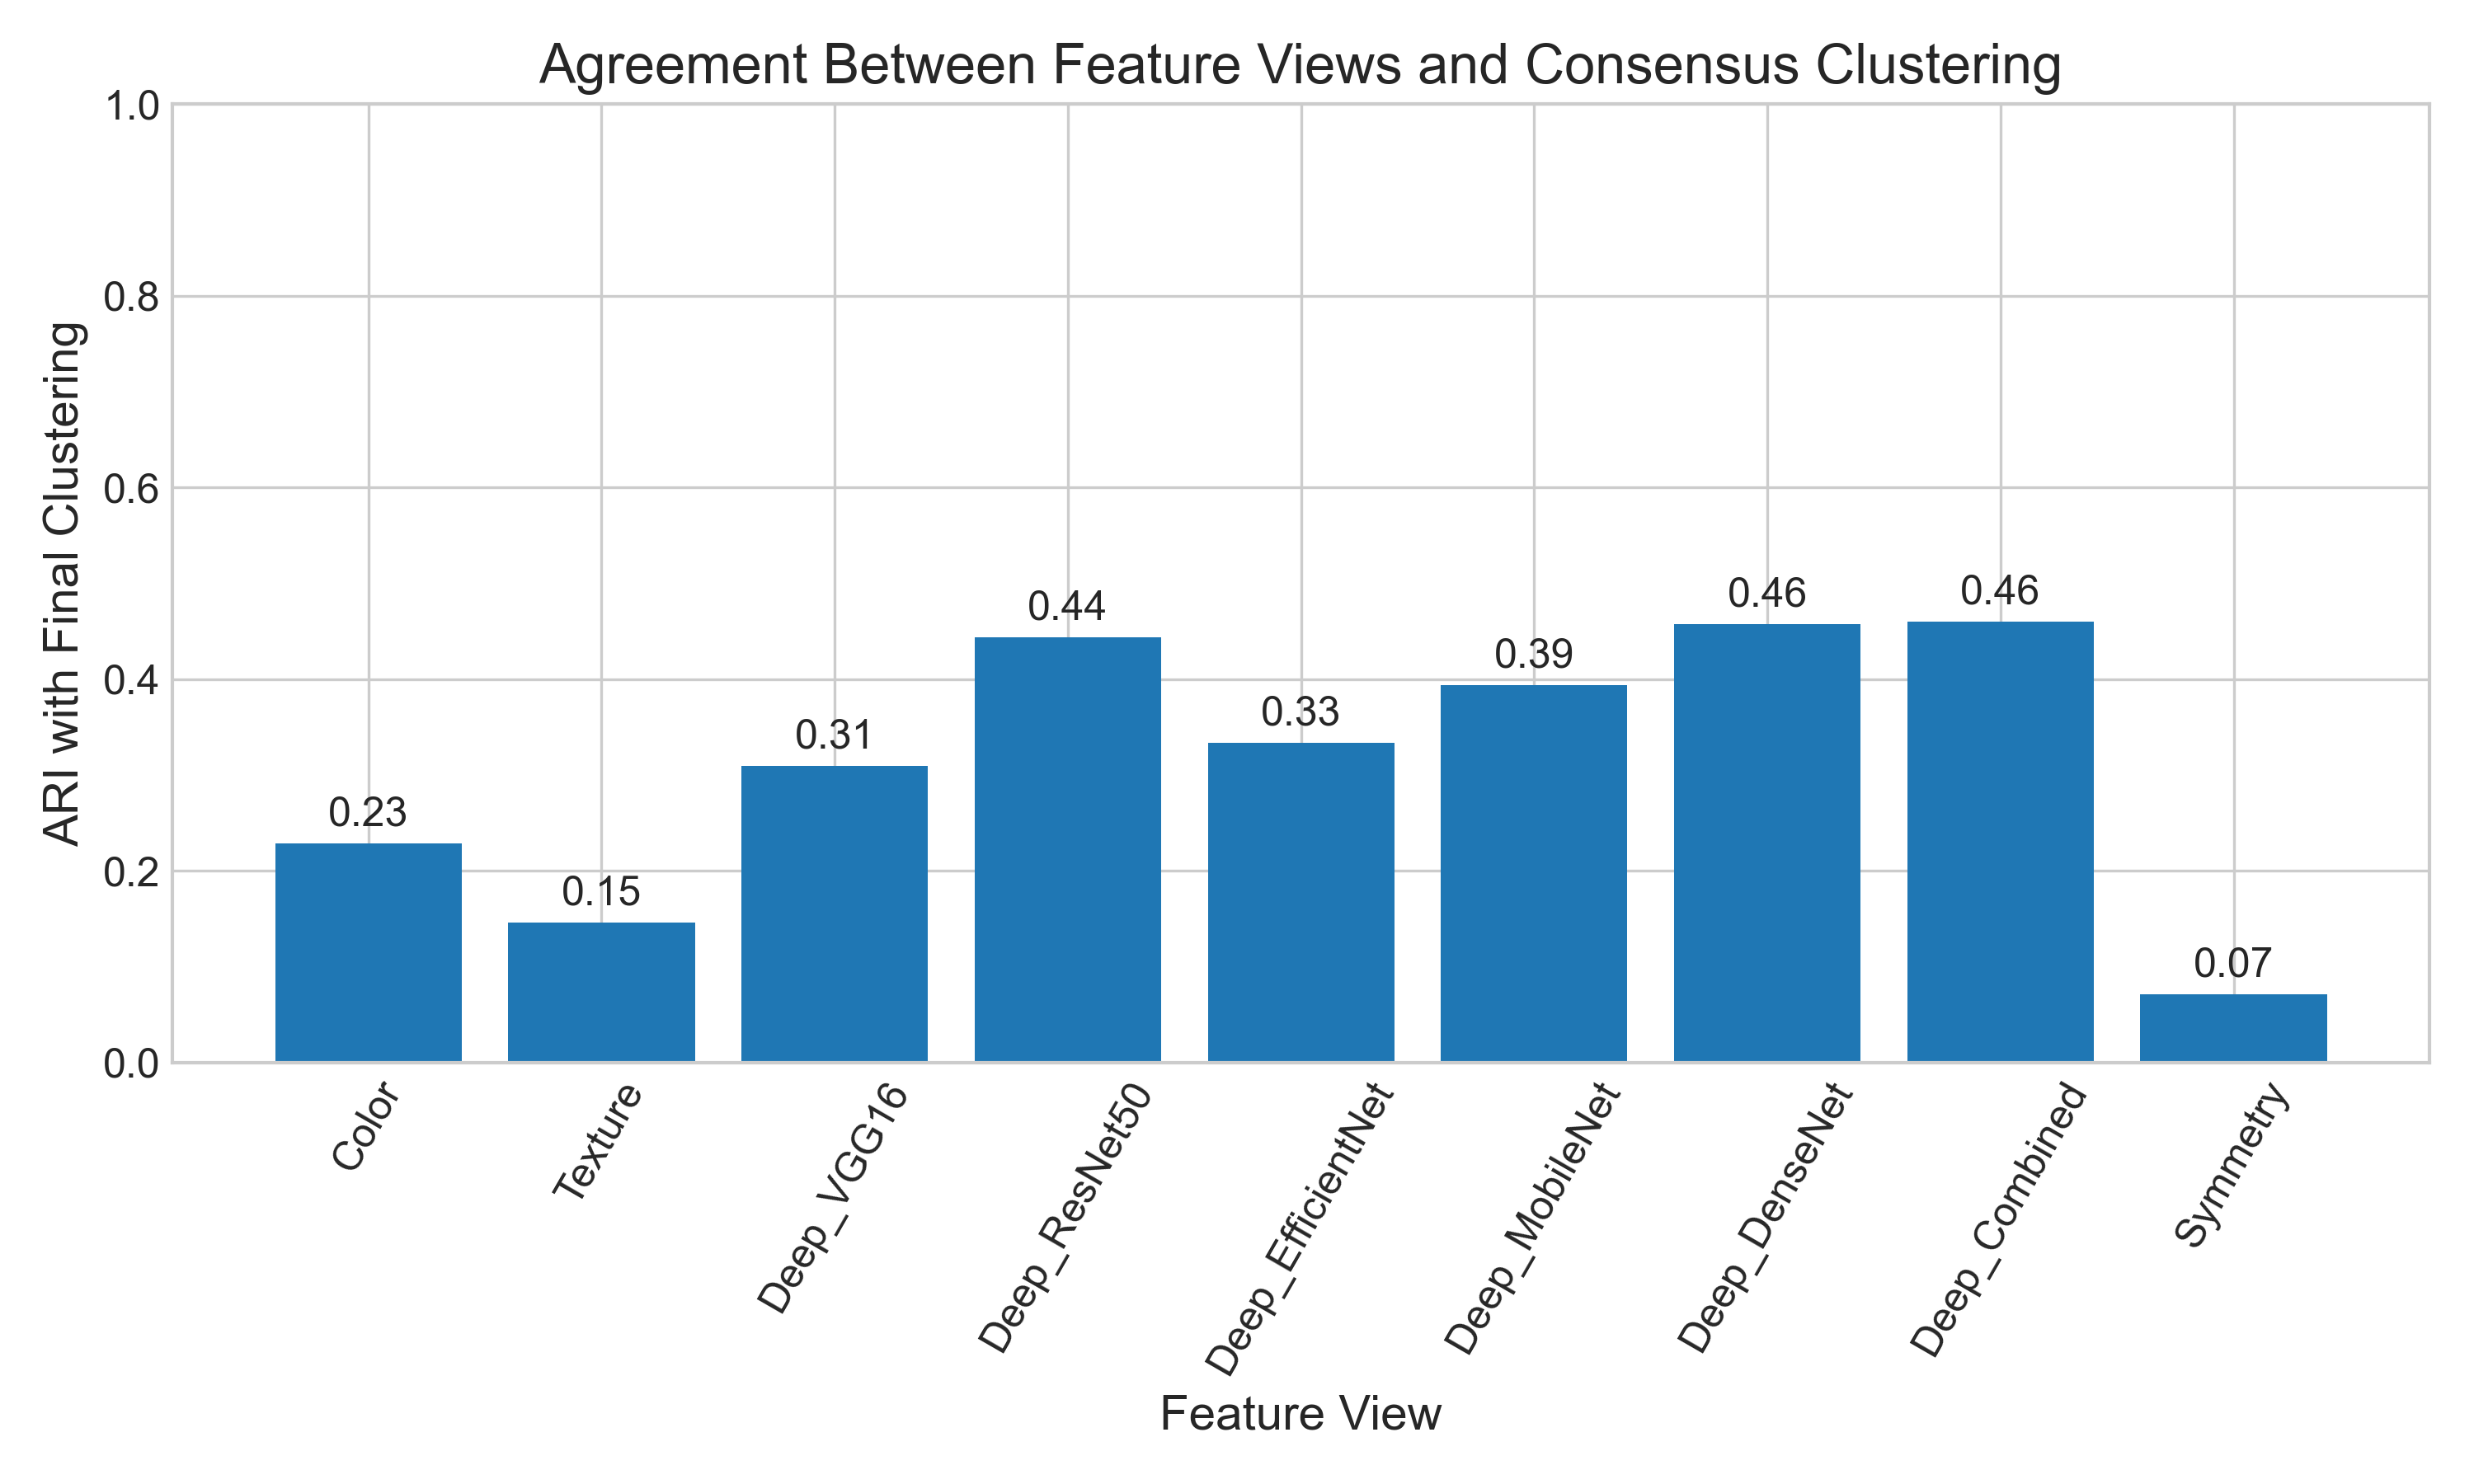 Agreement Between Feature Views and Consensus Clustering
ARI with Final Clustering
1.0
0.8
0.6
0.4
0.2
0.0
0.23
0.15
0.31
0.44
0.33
0.39
0.46
0.46
0.07
Color
Texture
Deep_VGG16
Deep_ResNet50
Deep_EfficientNet
Deep_MobileNet
Deep_DenseNet
Deep_Combined
Symmetry
Feature View